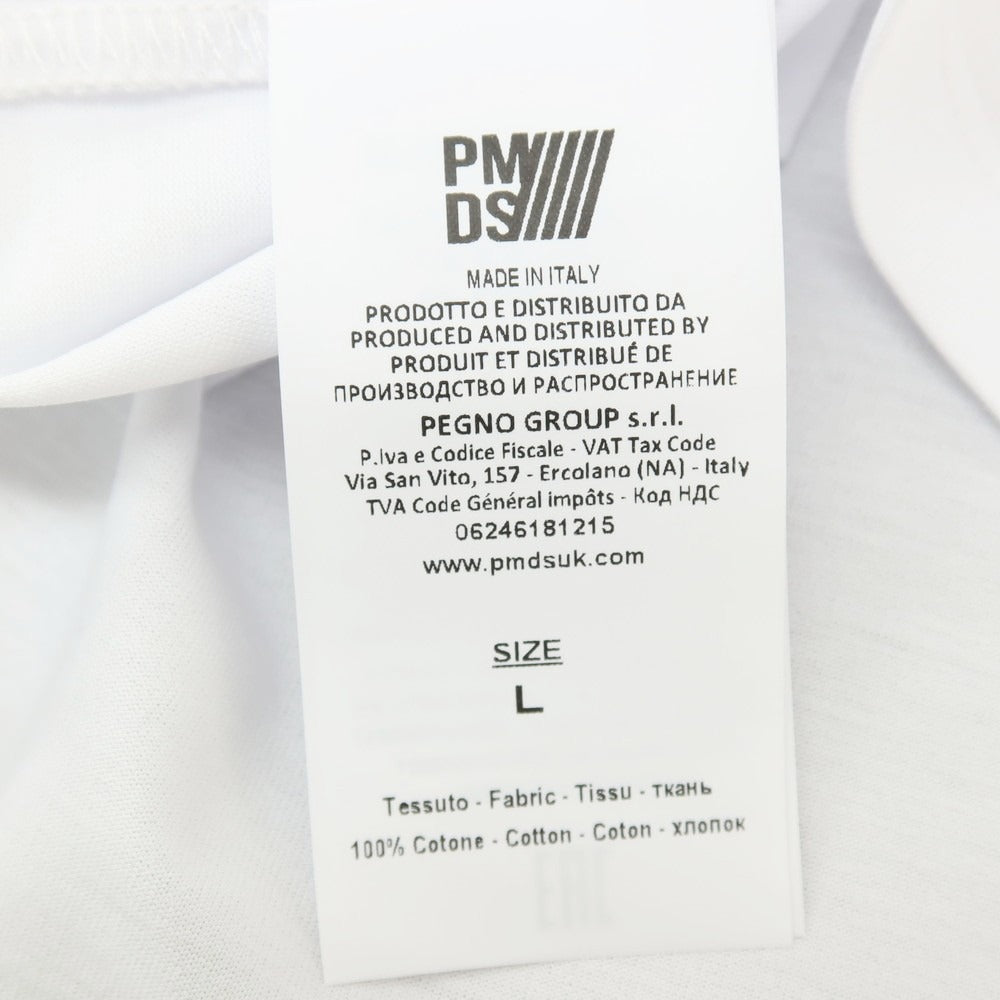 PM
DS
MADE IN ITALY
PRODOTTO E DISTRIBUITO DA
PRODUCED AND DISTRIBUTED BY
PRODUIT ET DISTRIBUÉ DE
ПРОИЗВОДСТВО И РАСПРОСТРАНЕНИЕ
PEGNO GROUP s.r.l.
P.Iva e Codice Fiscale - VAT Tax Code
Via San Vito, 157 - Ercolano (NA) - Italy
TVA Code Général impôts - Код НДС
06246181215
www.pmdsuk.com
SIZE
L
Tessuto - Fabric - Tissu - ткань
100% Cotone - Cotton - Coton - хлопок